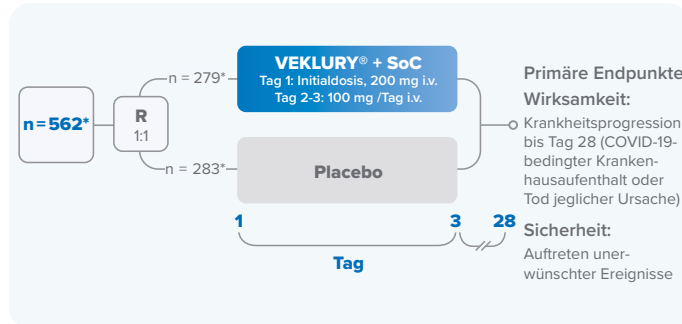 n = 562*
R
1:1
n = 279*
n = 283*
VEKLURY® + SoC
Tag 1: Initialdosis, 200 mg i.v.
Tag 2-3: 100 mg /Tag i.v.
Placebo
1
3
28
Tag
Primäre Endpunkte
Wirksamkeit:
Krankheitsprogression
bis Tag 28 (COVID-19-
bedingter Kranken-
hausaufenthalt oder
Tod jeglicher Ursache)
Sicherheit:
Auftreten uner-
wünschter Ereignisse